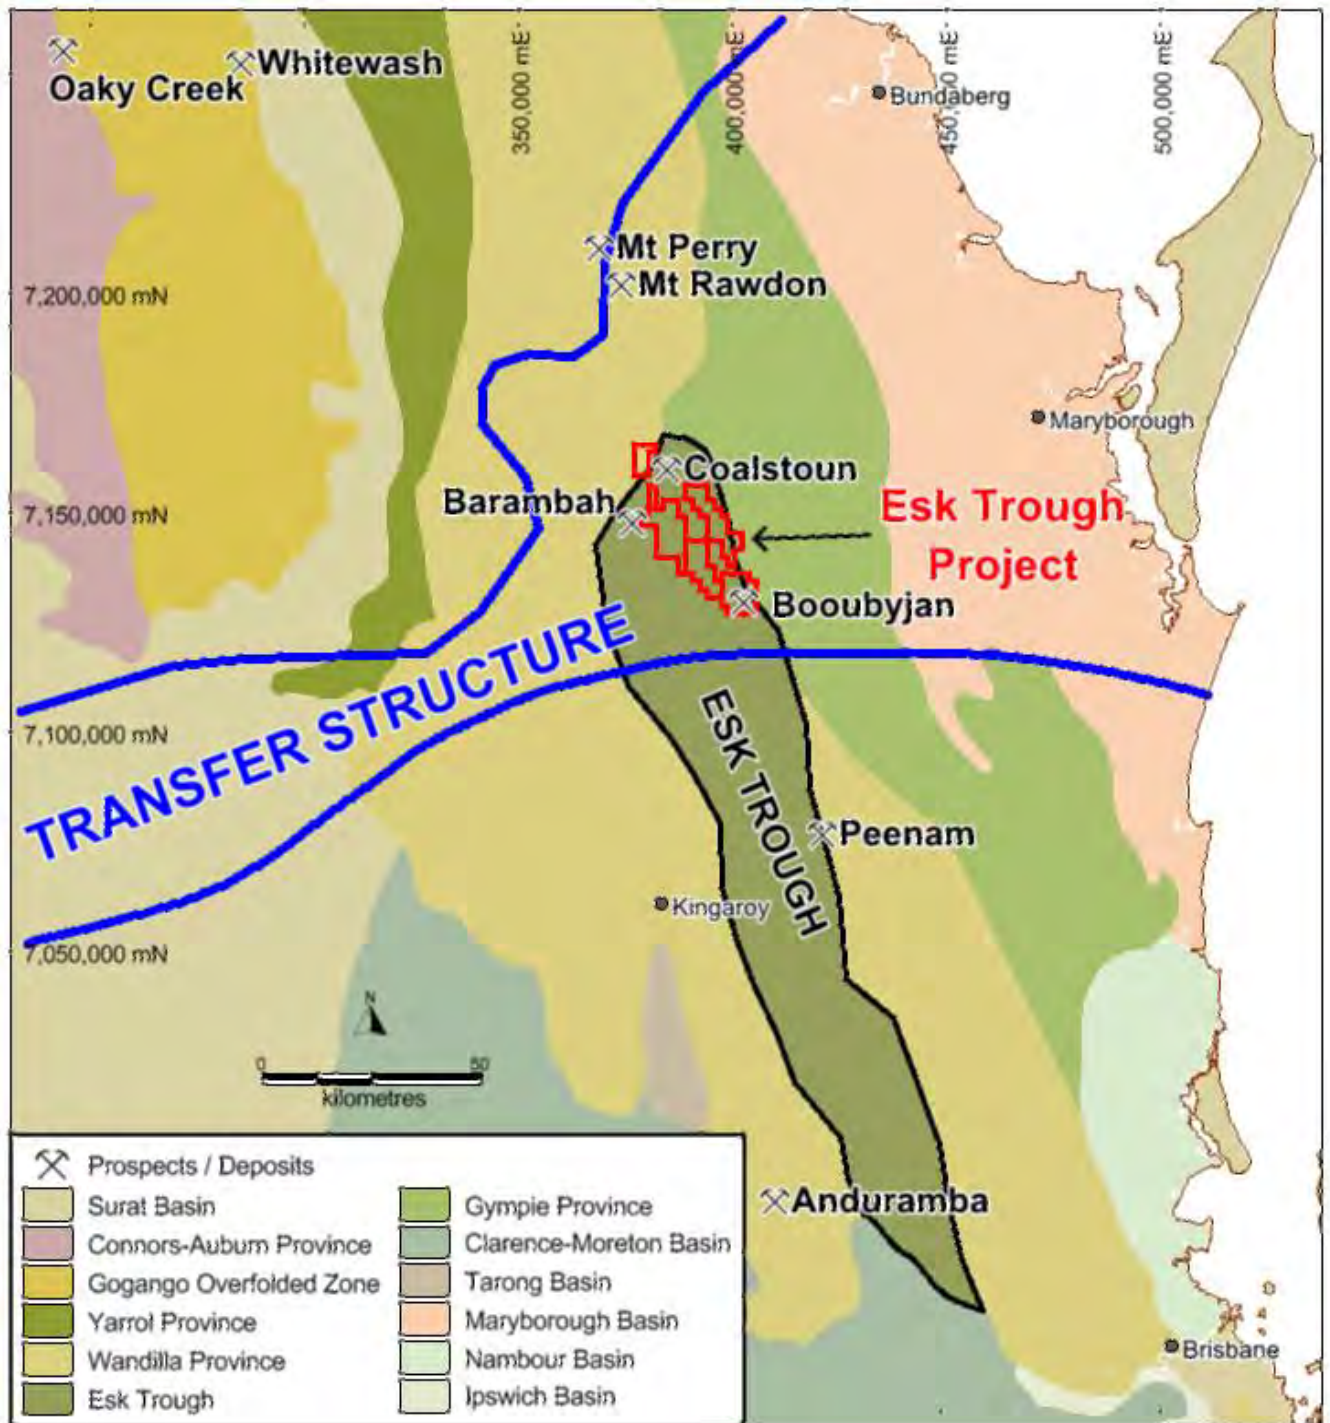 Whitewash
Oaky Creek
350,000 mE
400,000 mE
450,000 mE
500,000 mE
Bundaberg
Mt Perry
Mt Rawdon
7,200,000 mN
Maryborough
Coalstoun
Barambah
7,150,000 mN
Esk Trough
Project
Booubyjan
TRANSFER STRUCTURE
ESK TROUGH
7,100,000 mN
Peenam
Kingaroy
7,050,000 mN
N
0 50
kilometres
Anduramba
Brisbane
Prospects / Deposits
Surat Basin
Connors-Auburn Province
Gogango Overfolded Zone
Yarrol Province
Wandilla Province
Esk Trough
Gympie Province
Clarence-Moreton Basin
Tarong Basin
Maryborough Basin
Nambour Basin
Ipswich Basin